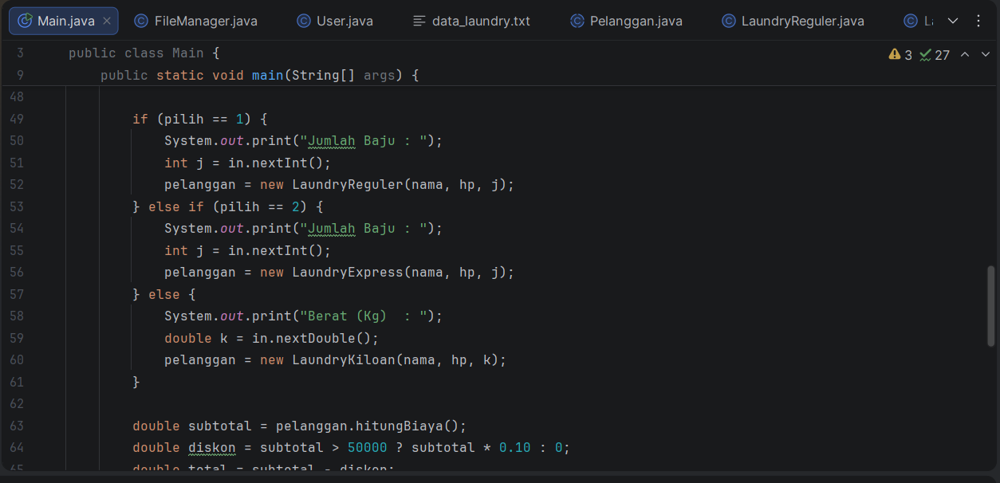 Main.java × FileManager.java User.java data_laundry.txt Pelanggan.java LaundryReguler.java
3 public class Main { 3 27
9 public static void main(String[] args) {
48
49 if (pilih == 1) {
50 System.out.print("Jumlah Baju : ");
51 int j = in.nextInt();
52 pelanggan = new LaundryReguler(nama, hp, j);
53 } else if (pilih == 2) {
54 System.out.print("Jumlah Baju : ");
55 int j = in.nextInt();
56 pelanggan = new LaundryExpress(nama, hp, j);
57 } else {
58 System.out.print("Berat (Kg)  : ");
59 double k = in.nextDouble();
60 pelanggan = new LaundryKiloan(nama, hp, k);
61 }
62
63 double subtotal = pelanggan.hitungBiaya();
64 double diskon = subtotal > 50000 ? subtotal * 0.10 : 0;
65 double total = subtotal - diskon;